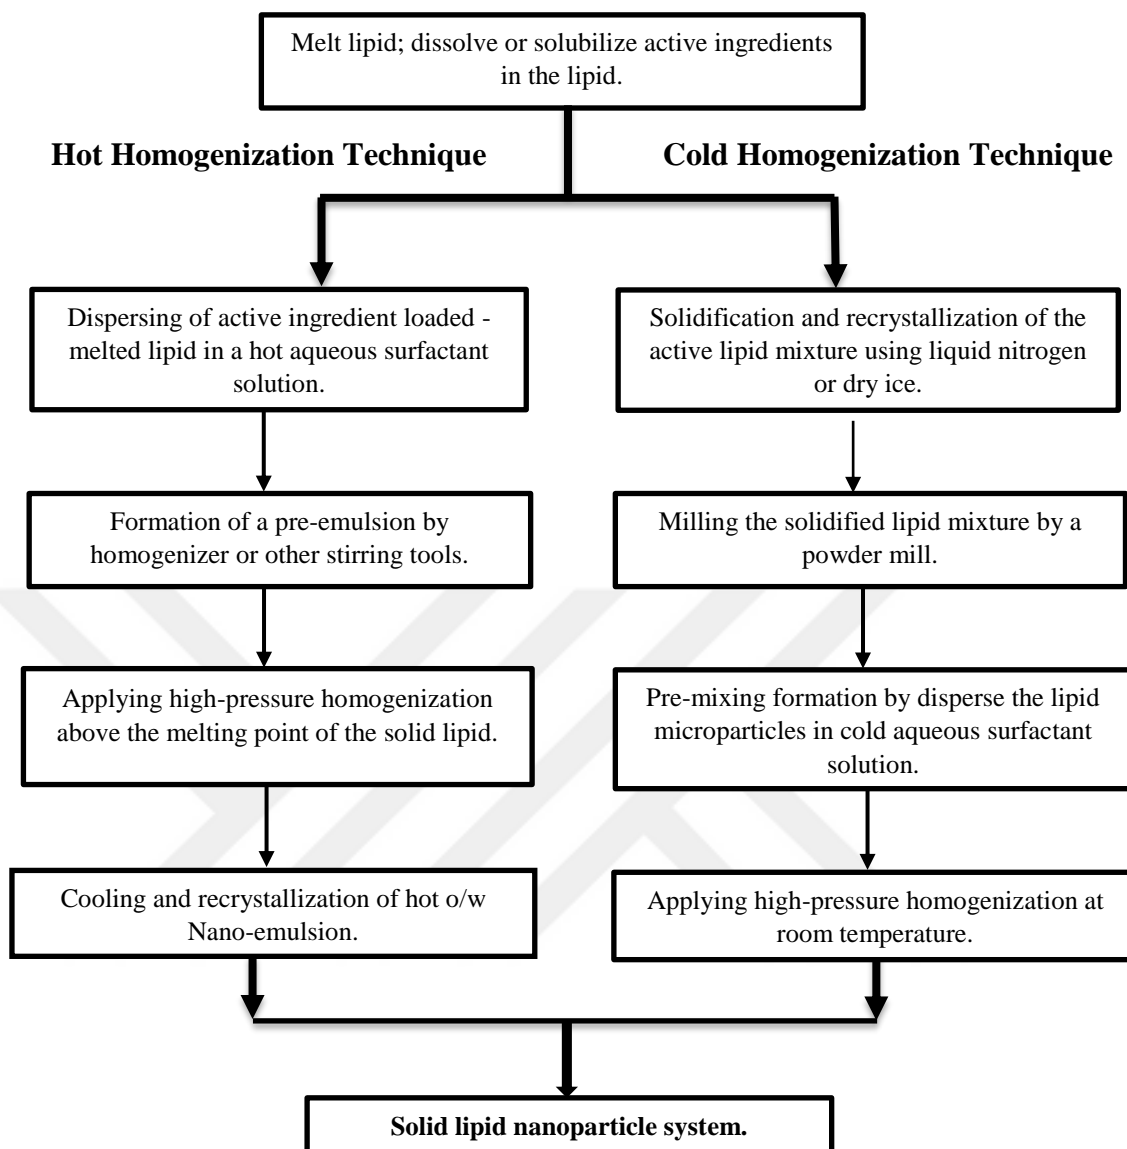 Melt lipid; dissolve or solubilize active ingredients
in the lipid.
Hot Homogenization Technique
Cold Homogenization Technique
Dispersing of active ingredient loaded -
melted lipid in a hot aqueous surfactant
solution.
Solidification and recrystallization of the
active lipid mixture using liquid nitrogen
or dry ice.
Formation of a pre-emulsion by
homogenizer or other stirring tools.
Milling the solidified lipid mixture by a
powder mill.
Applying high-pressure homogenization
above the melting point of the solid lipid.
Pre-mixing formation by disperse the lipid
microparticles in cold aqueous surfactant
solution.
Cooling and recrystallization of hot o/w
Nano-emulsion.
Applying high-pressure homogenization at
room temperature.
Solid lipid nanoparticle system.